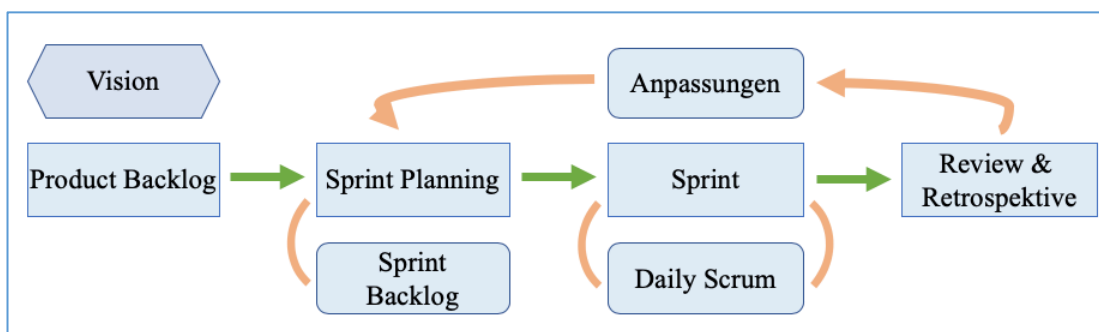 Vision
Anpassungen
Product Backlog
Sprint Planning
Sprint
Review &
Retrospektive
Sprint
Backlog
Daily Scrum